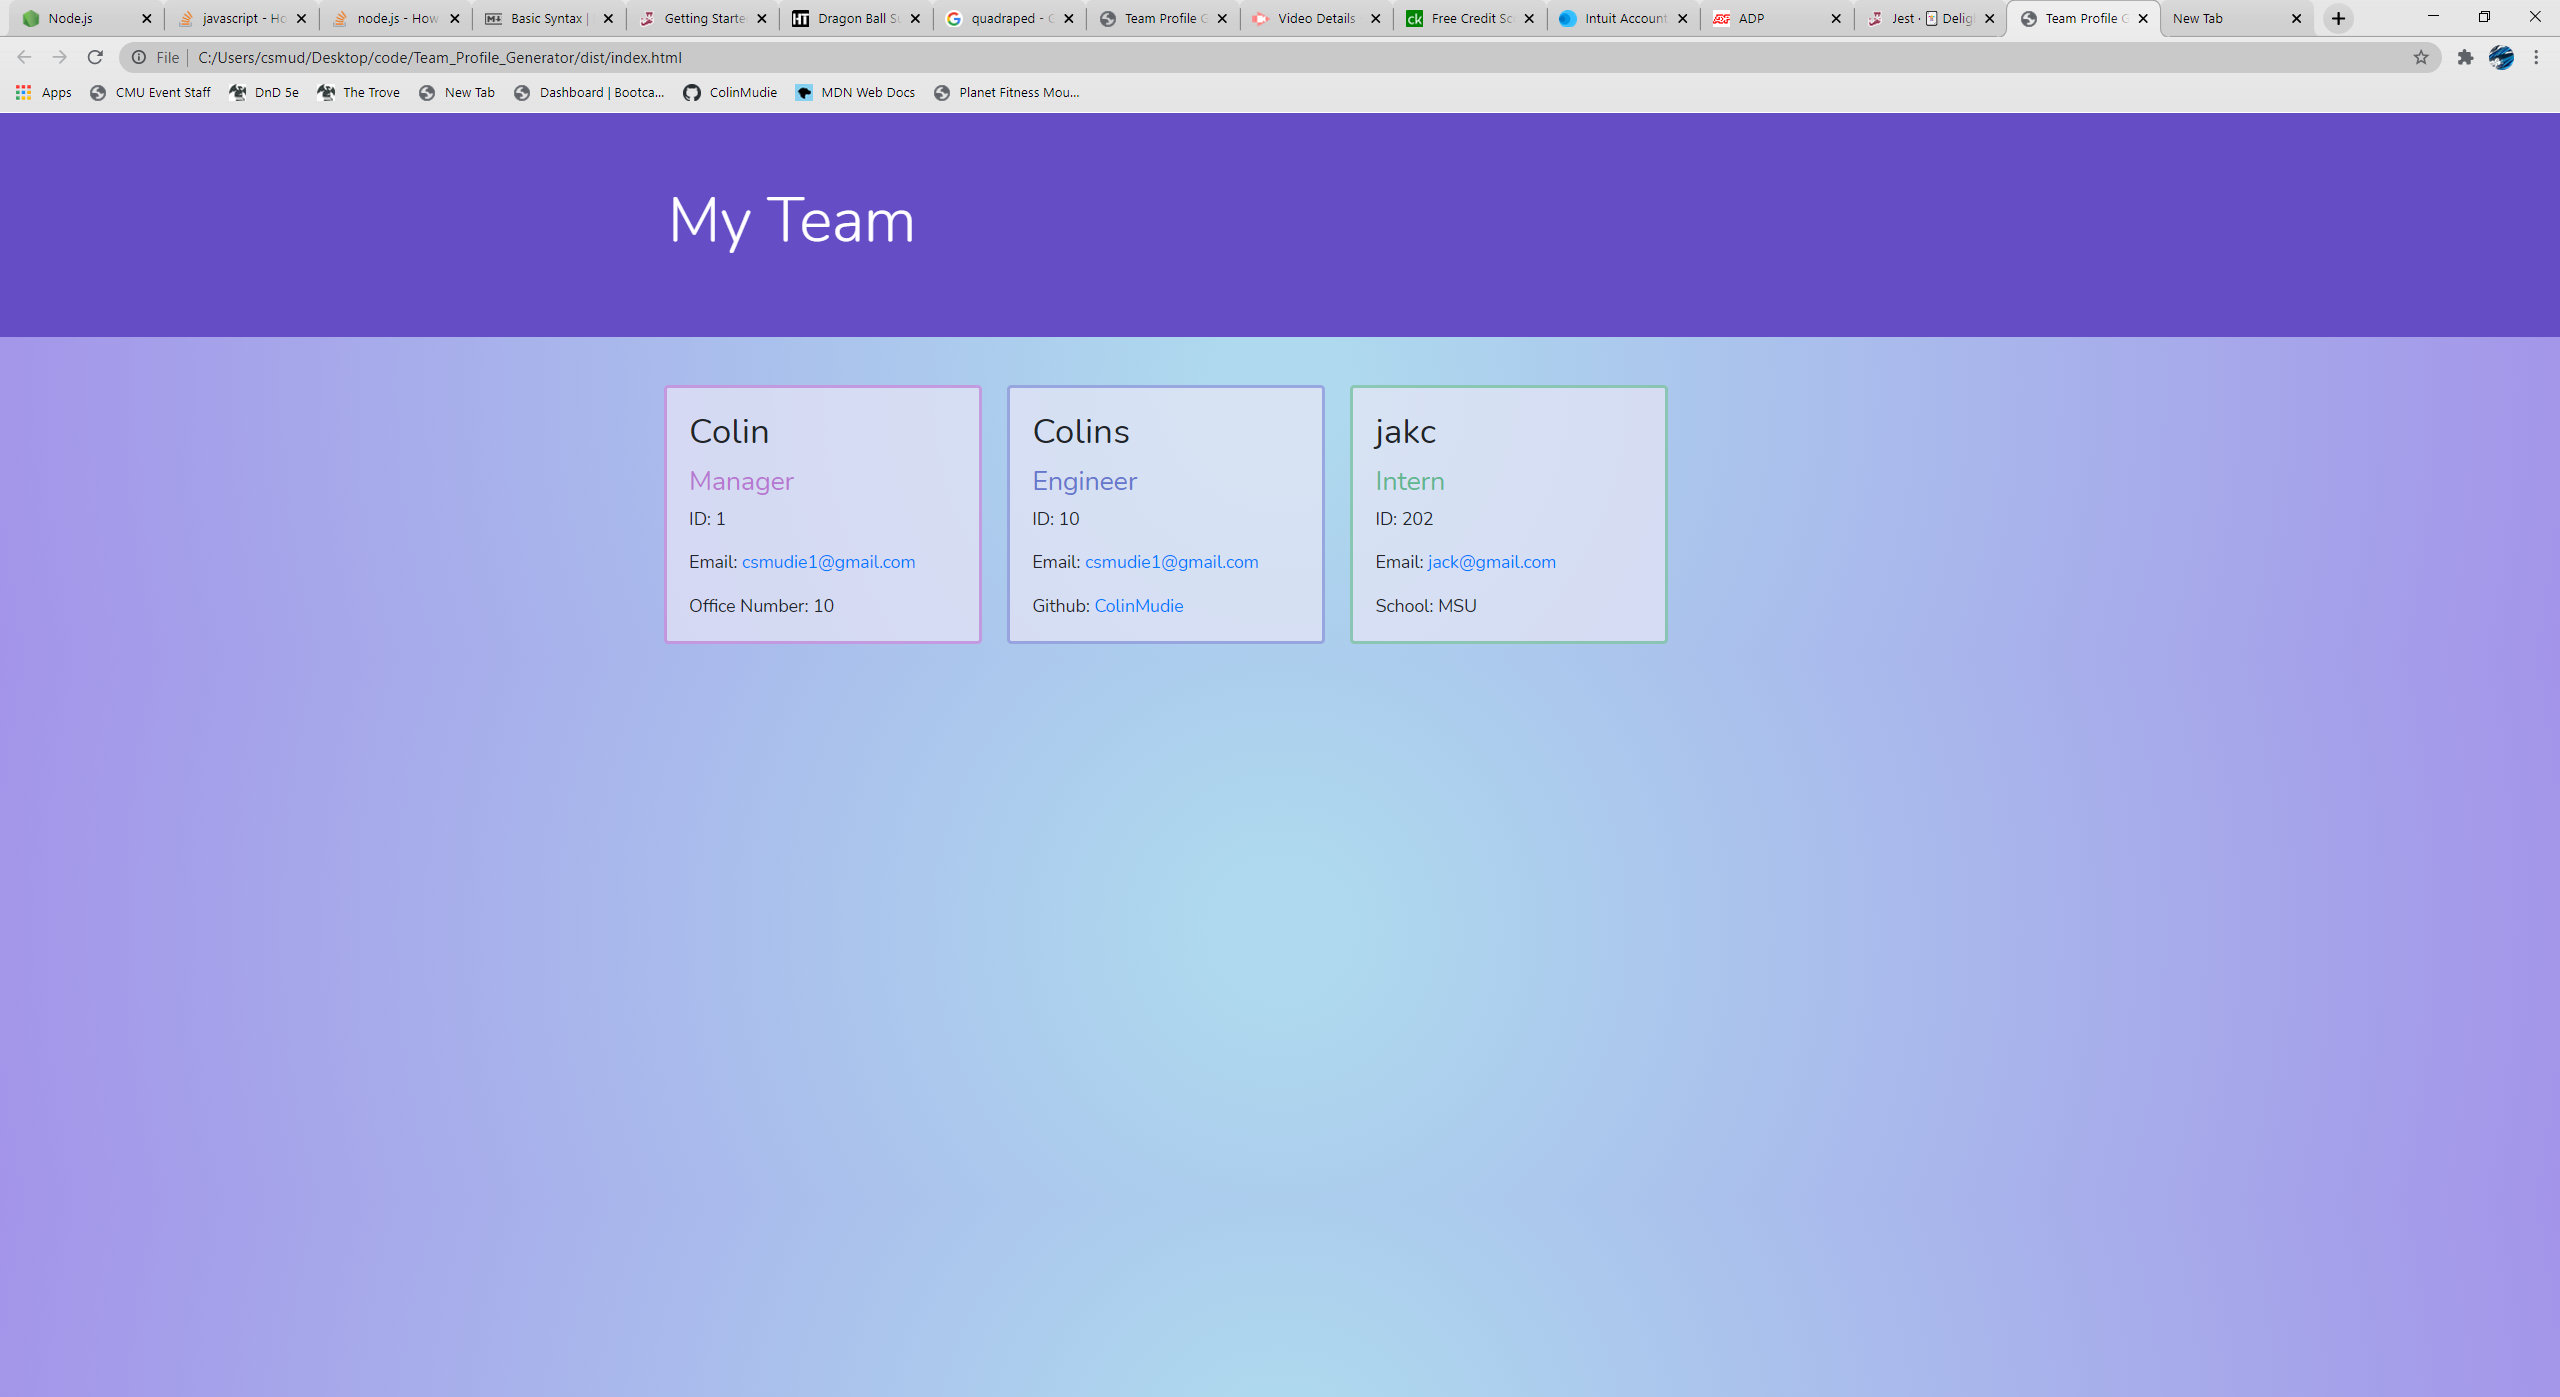 Node.js
javascript - Ho
node.js - How
Basic Syntax |
Getting Starte
Dragon Ball Su
quadraped - G
Team Profile G
Video Details
Free Credit Sco
Intuit Account
ADP
Jest · Delig
Team Profile G
New Tab
File | C:/Users/csmud/Desktop/code/Team_Profile_Generator/dist/index.html
Apps
CMU Event Staff
DnD 5e
The Trove
New Tab
Dashboard | Bootca...
ColinMudie
MDN Web Docs
Planet Fitness Mou...
My Team
Colin
Manager
ID: 1
Email: csmudie1@gmail.com
Office Number: 10
Colins
Engineer
ID: 10
Email: csmudie1@gmail.com
Github: ColinMudie
jakc
Intern
ID: 202
Email: jack@gmail.com
School: MSU